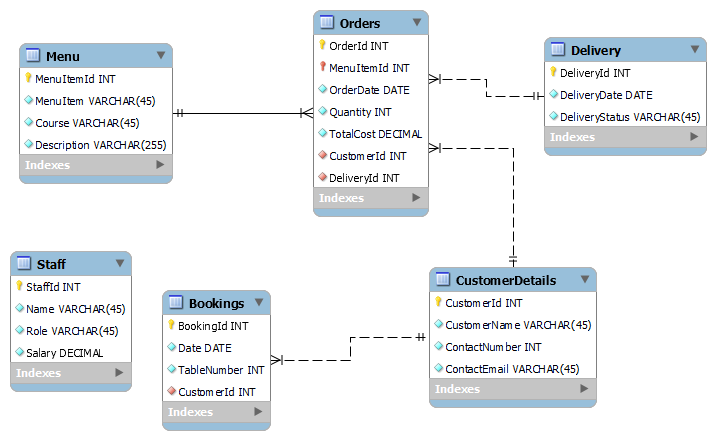 Menu
MenuItemId INT
MenuItem VARCHAR(45)
Course VARCHAR(45)
Description VARCHAR(255)
Indexes
Orders
OrderId INT
MenuItemId INT
OrderDate DATE
Quantity INT
TotalCost DECIMAL
CustomerId INT
DeliveryId INT
Indexes
Delivery
DeliveryId INT
DeliveryDate DATE
DeliveryStatus VARCHAR(45)
Indexes
Staff
StaffId INT
Name VARCHAR(45)
Role VARCHAR(45)
Salary DECIMAL
Indexes
Bookings
BookingId INT
Date DATE
TableNumber INT
CustomerId INT
Indexes
CustomerDetails
CustomerId INT
CustomerName VARCHAR(45)
ContactNumber INT
ContactEmail VARCHAR(45)
Indexes